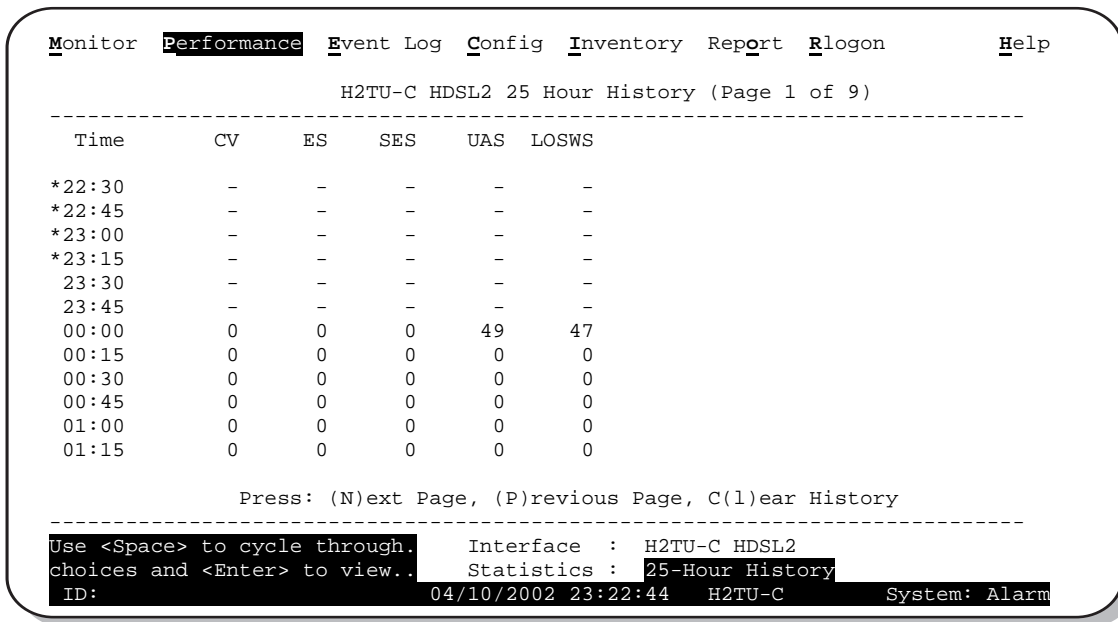 Monitor Performance Event Log Config Inventory Report Rlogon Help
H2TU-C HDSL2 25 Hour History (Page 1 of 9)
--------------------------------------------------------------------------------
Time CV ES SES UAS LOSWS
*22:30 - - - - -
*22:45 - - - - -
*23:00 - - - - -
*23:15 - - - - -
23:30 - - - - -
23:45 - - - - -
00:00 0 0 0 49 47
00:15 0 0 0 0 0
00:30 0 0 0 0 0
00:45 0 0 0 0 0
01:00 0 0 0 0 0
01:15 0 0 0 0 0
Press: (N)ext Page, (P)revious Page, C(l)ear History
--------------------------------------------------------------------------------
Use <Space> to cycle through. Interface : H2TU-C HDSL2
choices and <Enter> to view.. Statistics : 25-Hour History
ID: 04/10/2002 23:22:44 H2TU-C System: Alarm